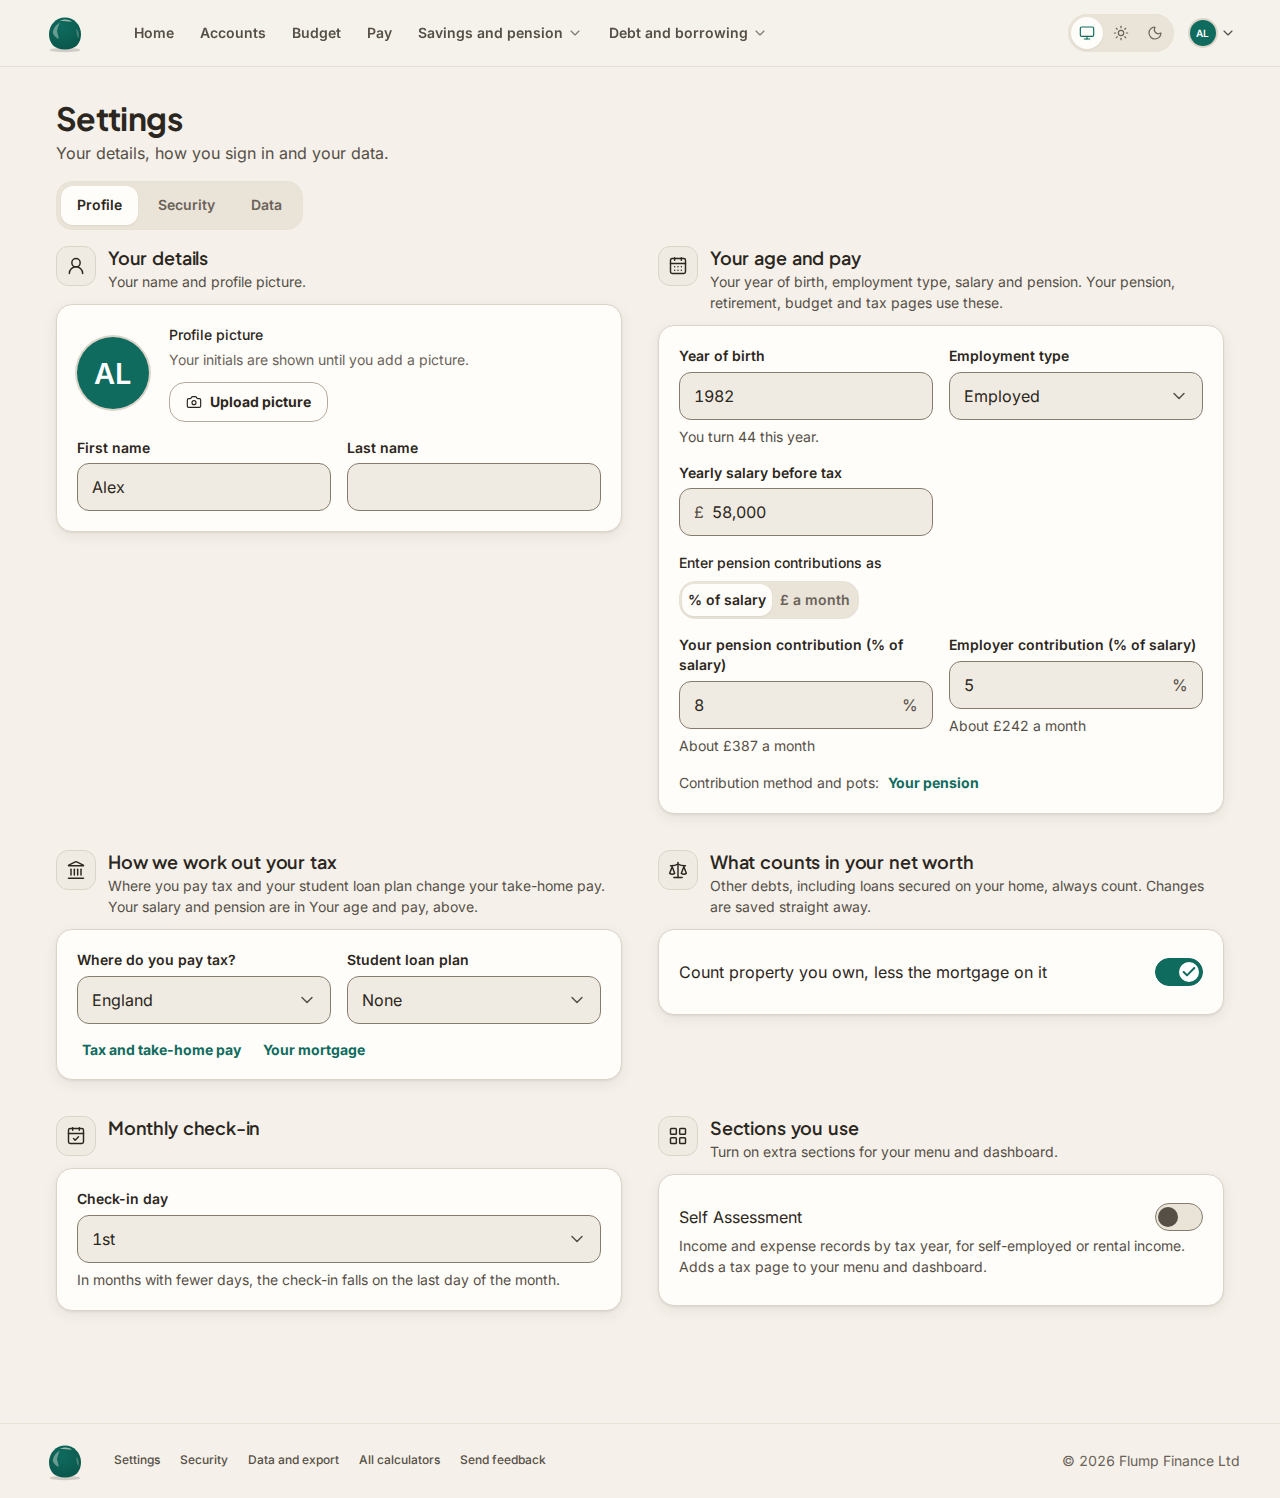 Home
Accounts
Budget
Pay
Savings and pension
Debt and borrowing
AL
Settings
Your details, how you sign in and your data.
Profile
Security
Data
Your details
Your name and profile picture.
AL
Profile picture
Your initials are shown until you add a picture.
Upload picture
First name
Last name
Alex
Your age and pay
Your year of birth, employment type, salary and pension. Your pension,
retirement, budget and tax pages use these.
Year of birth
Employment type
1982
Employed
You turn 44 this year.
Yearly salary before tax
£ 58,000
Enter pension contributions as
% of salary
£ a month
Your pension contribution (% of
salary)
8 %
About £387 a month
Employer contribution (% of salary)
5 %
About £242 a month
Contribution method and pots: Your pension
How we work out your tax
Where you pay tax and your student loan plan change your take-home pay.
Your salary and pension are in Your age and pay, above.
Where do you pay tax?
Student loan plan
England
None
Tax and take-home pay
Your mortgage
What counts in your net worth
Other debts, including loans secured on your home, always count. Changes
are saved straight away.
Count property you own, less the mortgage on it
Monthly check-in
Check-in day
1st
In months with fewer days, the check-in falls on the last day of the month.
Sections you use
Turn on extra sections for your menu and dashboard.
Self Assessment
Income and expense records by tax year, for self-employed or rental income.
Adds a tax page to your menu and dashboard.
Settings
Security
Data and export
All calculators
Send feedback
© 2026 Flump Finance Ltd